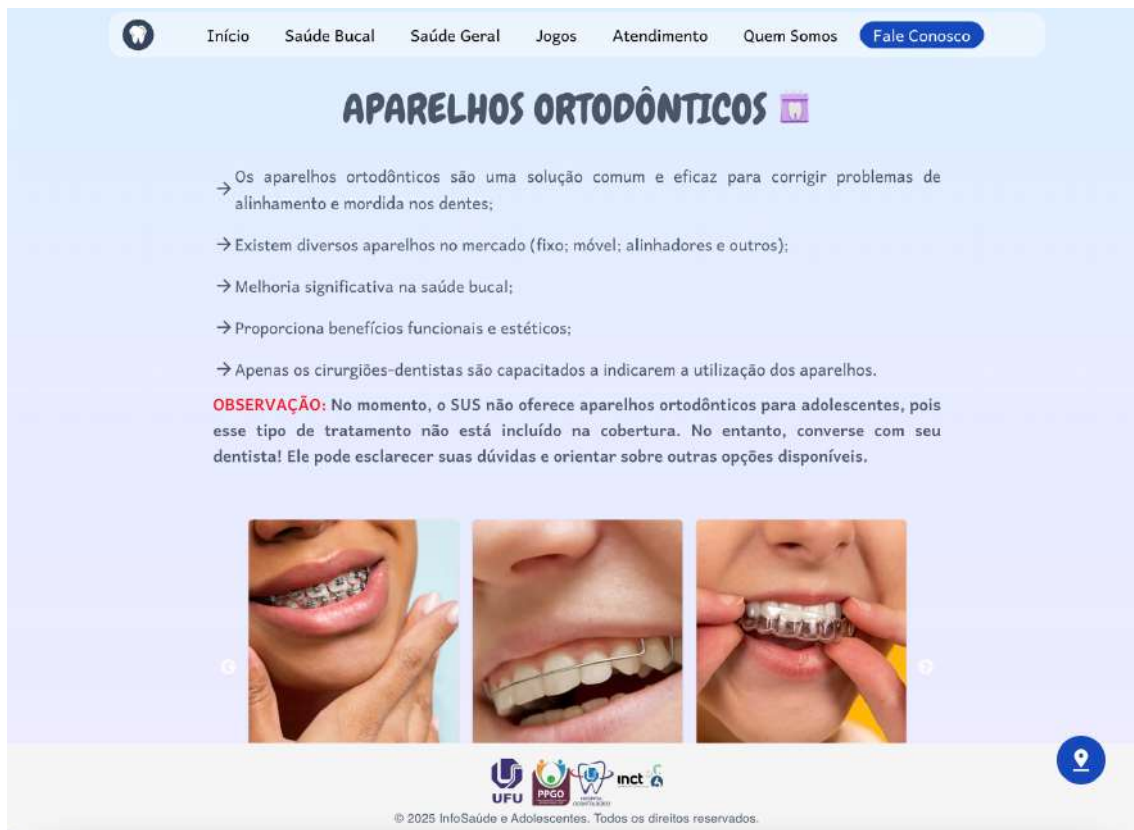 Início Saúde Bucal Saúde Geral Jogos Atendimento Quem Somos Fale Conosco
APARELHOS ORTODÔNTICOS
→ Os aparelhos ortodônticos são uma solução comum e eficaz para corrigir problemas de
alinhamento e mordida nos dentes;
→ Existem diversos aparelhos no mercado (fixo; móvel; alinhadores e outros);
→ Melhoria significativa na saúde bucal;
→ Proporciona benefícios funcionais e estéticos;
→ Apenas os cirurgiões-dentistas são capacitados a indicarem a utilização dos aparelhos.
OBSERVAÇÃO: No momento, o SUS não oferece aparelhos ortodônticos para adolescentes, pois
esse tipo de tratamento não está incluído na cobertura. No entanto, converse com seu
dentista! Ele pode esclarecer suas dúvidas e orientar sobre outras opções disponíveis.
UFU PPGO inct
© 2025 InfoSaúde e Adolescentes. Todos os direitos reservados.